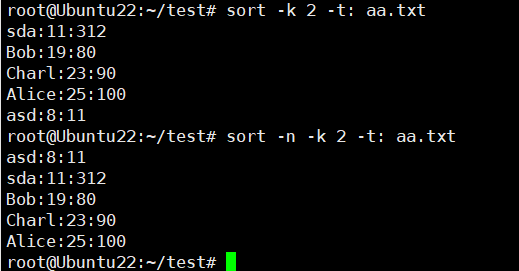 root@Ubuntu22:~/test# sort -k 2 -t: aa.txt
sda:11:312
Bob:19:80
Charl:23:90
Alice:25:100
asd:8:11
root@Ubuntu22:~/test# sort -n -k 2 -t: aa.txt
asd:8:11
sda:11:312
Bob:19:80
Charl:23:90
Alice:25:100
root@Ubuntu22:~/test#